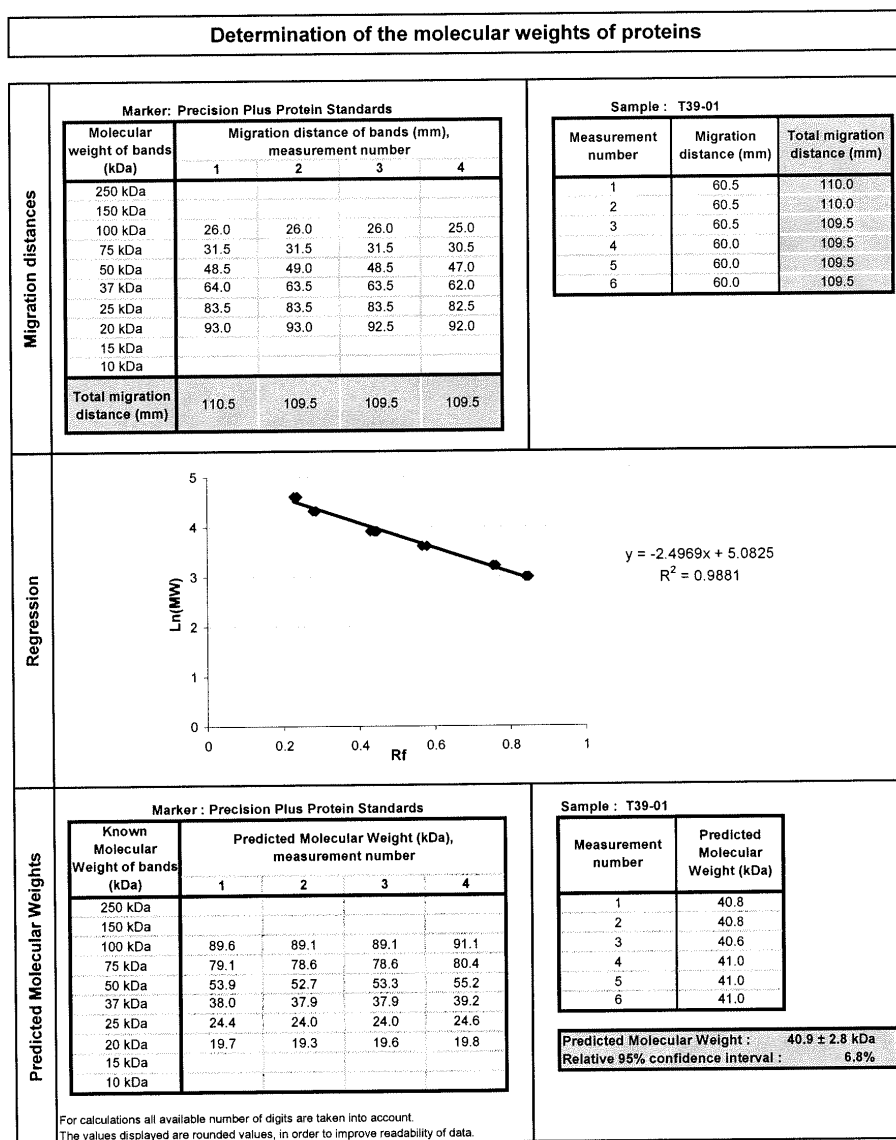 Determination of the molecular weights of proteins
Migration distances
Marker: Precision Plus Protein Standards
Molecular weight of bands (kDa) Migration distance of bands (mm), measurement number
1 2 3 4
250 kDa
150 kDa
100 kDa 26.0 26.0 26.0 25.0
75 kDa 31.5 31.5 31.5 30.5
50 kDa 48.5 49.0 48.5 47.0
37 kDa 64.0 63.5 63.5 62.0
25 kDa 83.5 83.5 83.5 82.5
20 kDa 93.0 93.0 92.5 92.0
15 kDa
10 kDa
Total migration distance (mm) 110.5 109.5 109.5 109.5
Sample : T39-01
Measurement number Migration distance (mm) Total migration distance (mm)
1 60.5 110.0
2 60.5 110.0
3 60.5 109.5
4 60.0 109.5
5 60.0 109.5
6 60.0 109.5
Regression
Ln(MW)
5
4
3
2
1
0
0 0.2 0.4 0.6 0.8 1
Rf
y = -2.4969x + 5.0825
R² = 0.9881
Predicted Molecular Weights
Marker : Precision Plus Protein Standards
Known Molecular Weight of bands (kDa) Predicted Molecular Weight (kDa), measurement number
1 2 3 4
250 kDa
150 kDa
100 kDa 89.6 89.1 89.1 91.1
75 kDa 79.1 78.6 78.6 80.4
50 kDa 53.9 52.7 53.3 55.2
37 kDa 38.0 37.9 37.9 39.2
25 kDa 24.4 24.0 24.0 24.6
20 kDa 19.7 19.3 19.6 19.8
15 kDa
10 kDa
Sample : T39-01
Measurement number Predicted Molecular Weight (kDa)
1 40.8
2 40.8
3 40.6
4 41.0
5 41.0
6 41.0
Predicted Molecular Weight : 40.9 ± 2.8 kDa
Relative 95% confidence interval : 6.8%
For calculations all available number of digits are taken into account.
The values displayed are rounded values, in order to improve readability of data.